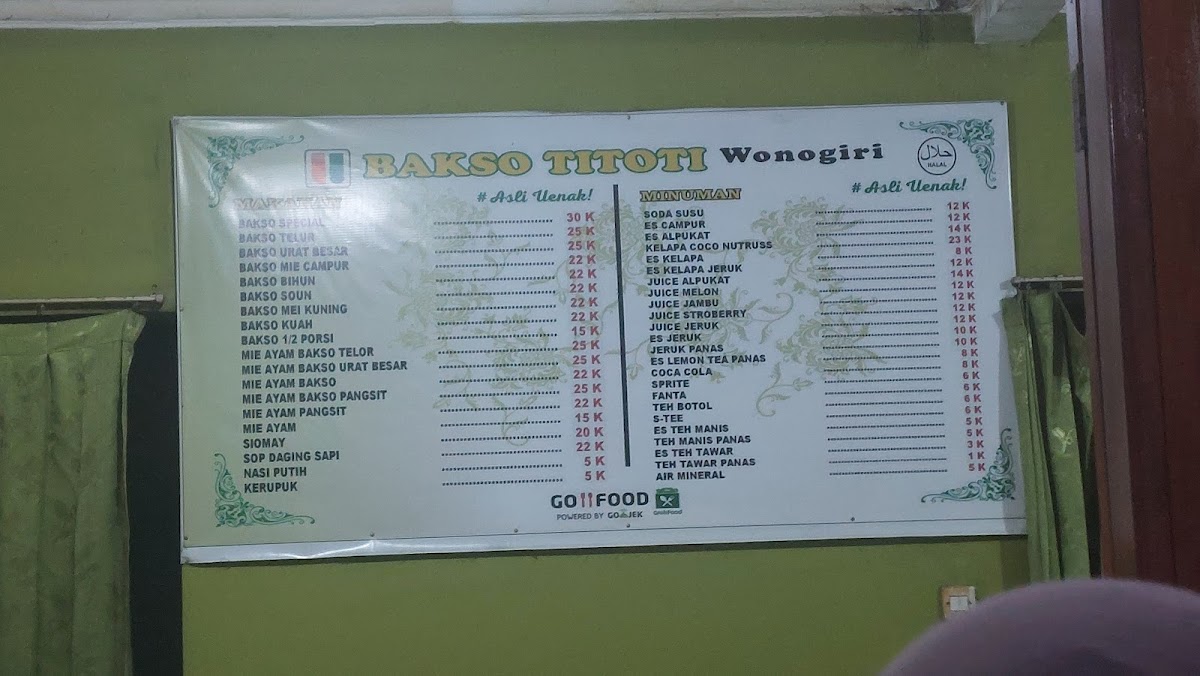 BAKSO TITOTI Wonogiri
حلال
HALAL
# Asli Uenak!
MAKANAN
BAKSO SPECIAL 30 K
BAKSO TELUR 25 K
BAKSO URAT BESAR 25 K
BAKSO MIE CAMPUR 22 K
BAKSO BIHUN 22 K
BAKSO SOUN 22 K
BAKSO MEI KUNING 22 K
BAKSO KUAH 22 K
BAKSO 1/2 PORSI 15 K
MIE AYAM BAKSO TELOR 25 K
MIE AYAM BAKSO URAT BESAR 25 K
MIE AYAM BAKSO 22 K
MIE AYAM BAKSO PANGSIT 25 K
MIE AYAM PANGSIT 22 K
MIE AYAM 15 K
SIOMAY 20 K
SOP DAGING SAPI 22 K
NASI PUTIH 5 K
KERUPUK 5 K
# Asli Uenak!
MINUMAN
SODA SUSU 12 K
ES CAMPUR 12 K
ES ALPUKAT 14 K
KELAPA COCO NUTRUSS 23 K
ES KELAPA 8 K
ES KELAPA JERUK 12 K
JUICE ALPUKAT 14 K
JUICE MELON 12 K
JUICE JAMBU 12 K
JUICE STROBERRY 12 K
JUICE JERUK 12 K
ES JERUK 10 K
JERUK PANAS 10 K
ES LEMON TEA PANAS 8 K
COCA COLA 8 K
SPRITE 6 K
FANTA 6 K
TEH BOTOL 6 K
S-TEE 6 K
ES TEH MANIS 5 K
TEH MANIS PANAS 5 K
ES TEH TAWAR 3 K
TEH TAWAR PANAS 1 K
AIR MINERAL 5 K
GO FOOD
POWERED BY GO-JEK
GrabFood